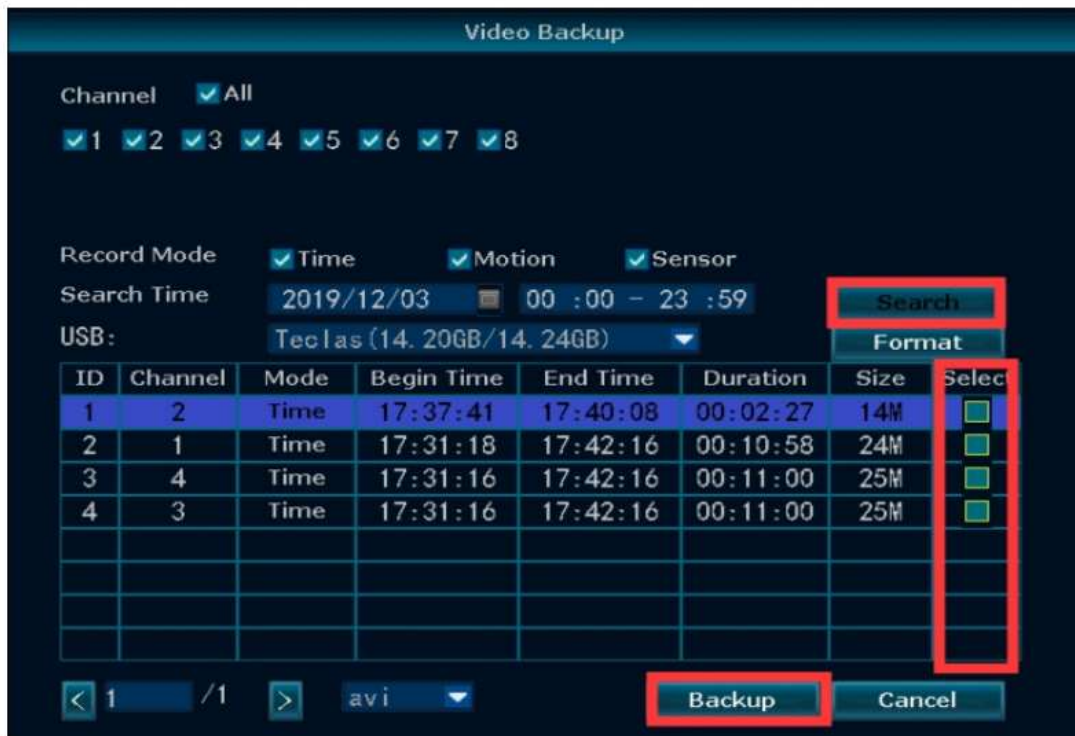 Video Backup
Channel All
1 2 3 4 5 6 7 8
Record Mode Time Motion Sensor
Search Time 2019/12/03 00 :00 - 23 :59 Search
USB: Teclas(14. 20GB/14. 24GB) Format
ID Channel Mode Begin Time End Time Duration Size Select
1 2 Time 17:37:41 17:40:08 00:02:27 14M
2 1 Time 17:31:18 17:42:16 00:10:58 24M
3 4 Time 17:31:16 17:42:16 00:11:00 25M
4 3 Time 17:31:16 17:42:16 00:11:00 25M
< 1 /1 > avi Backup Cancel